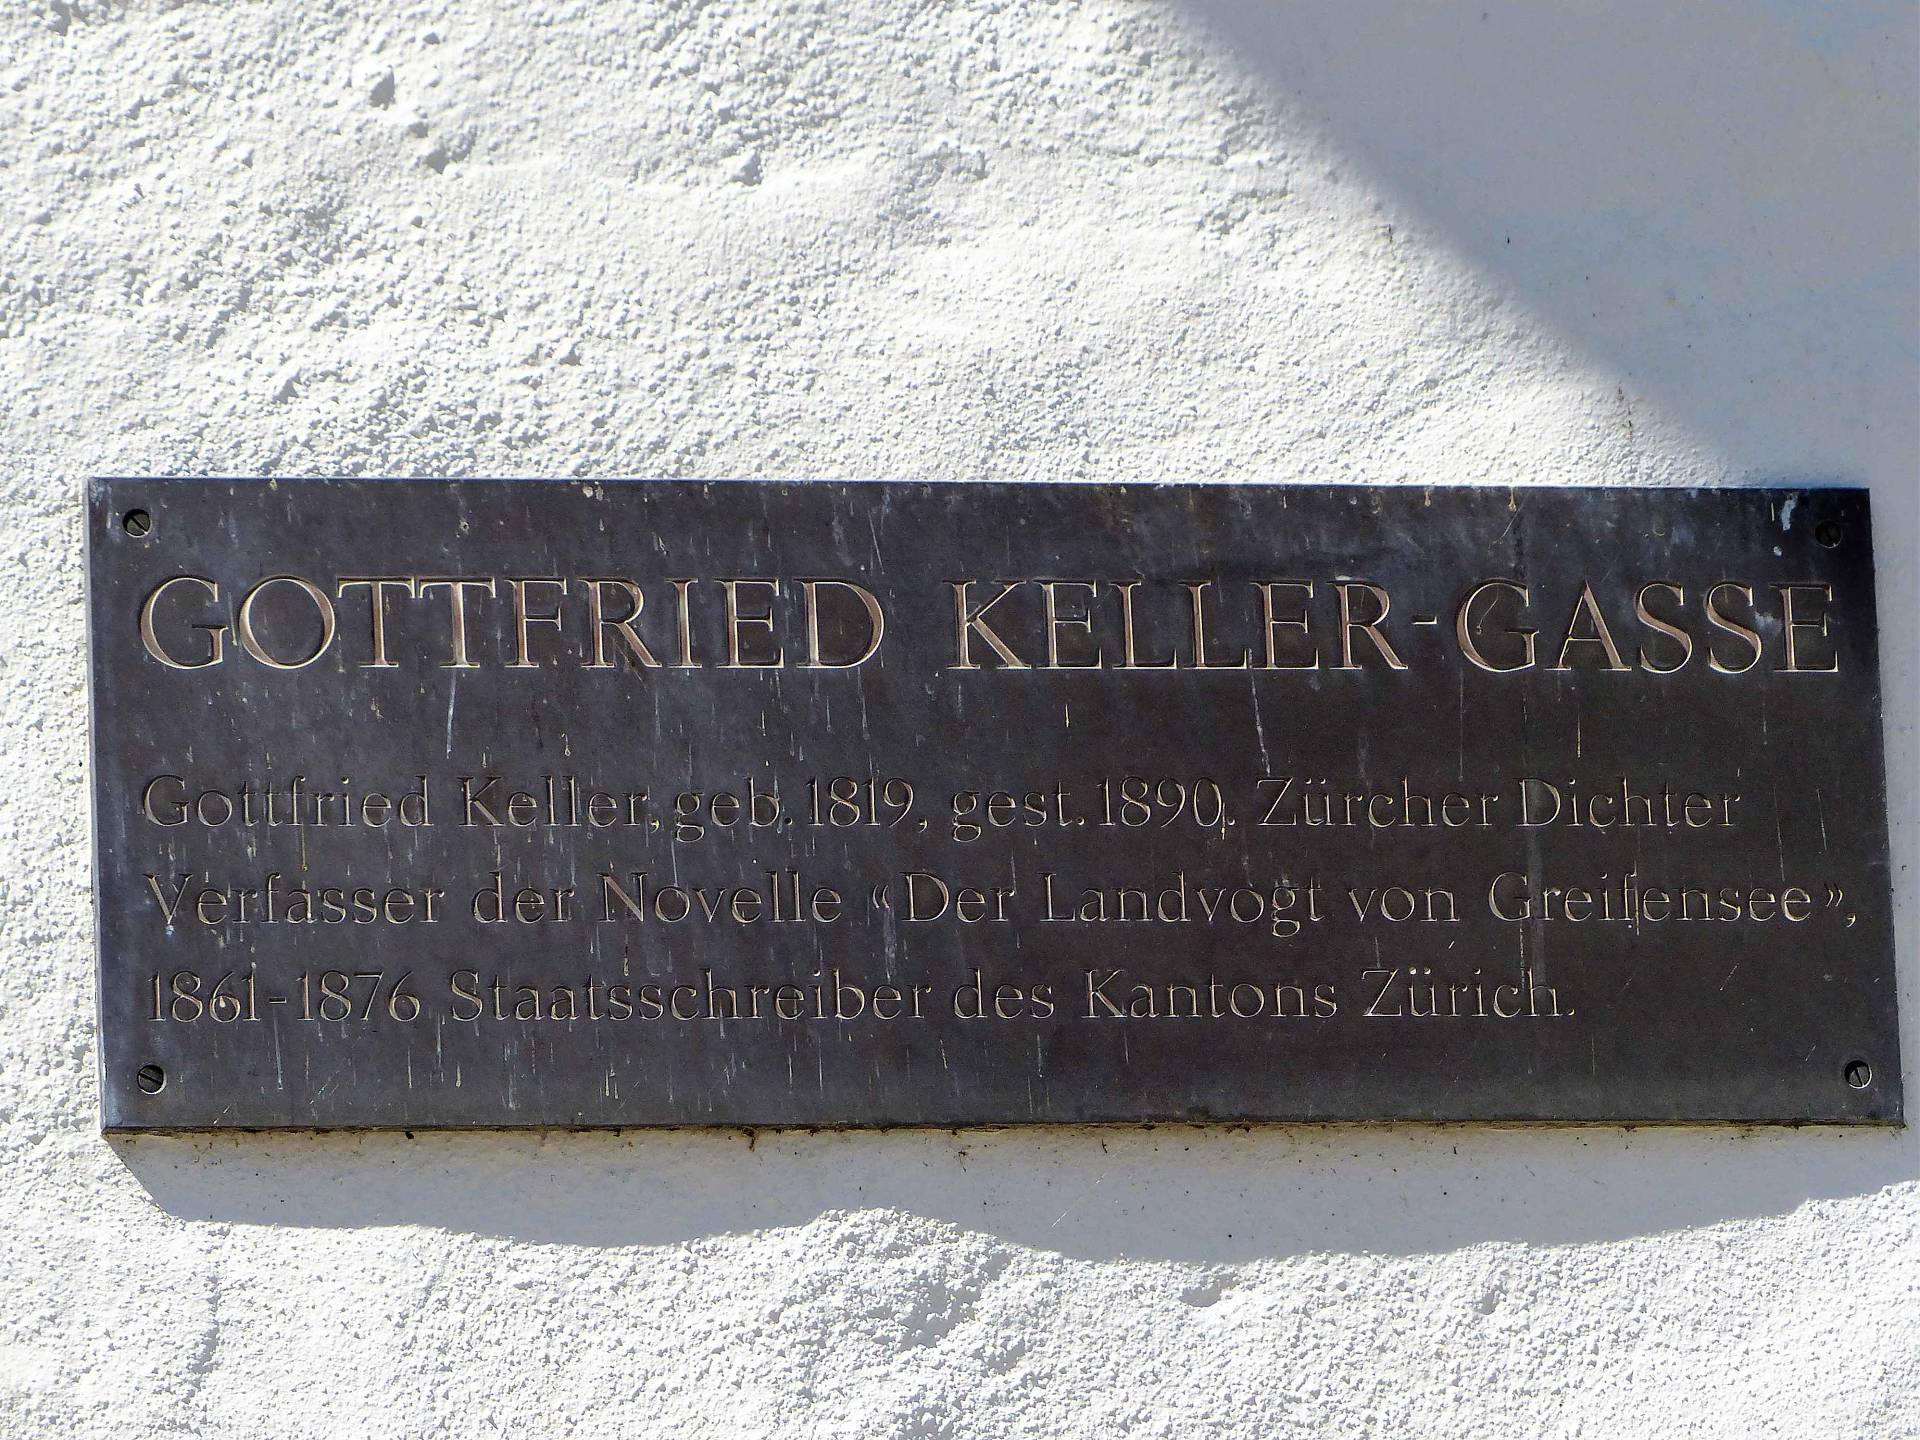 GOTTFRIED KELLER-GASSE
Gottfried Keller, geb. 1819, gest. 1890. Zürcher Dichter
Verfasser der Novelle «Der Landvogt von Greifensee»,
1861-1876 Staatsschreiber des Kantons Zürich.